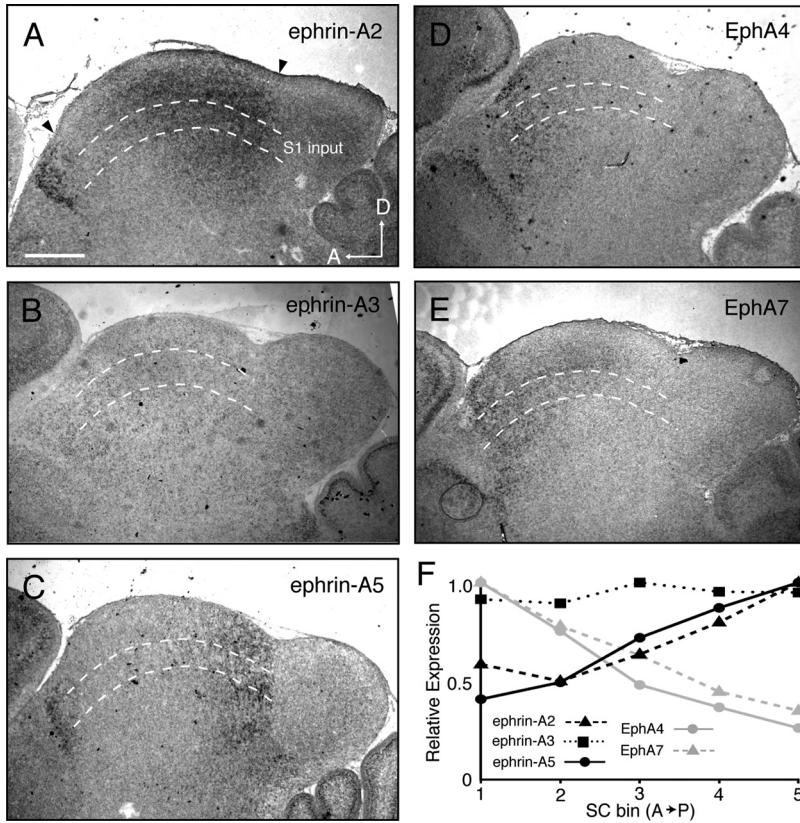 A
ephrin-A2
S1 input
D
A
B
ephrin-A3
C
ephrin-A5
D
EphA4
E
EphA7
F
1.0
0.5
0
Relative Expression
ephrin-A2
ephrin-A3
ephrin-A5
EphA4
EphA7
1 2 3 4 5
SC bin (A→P)